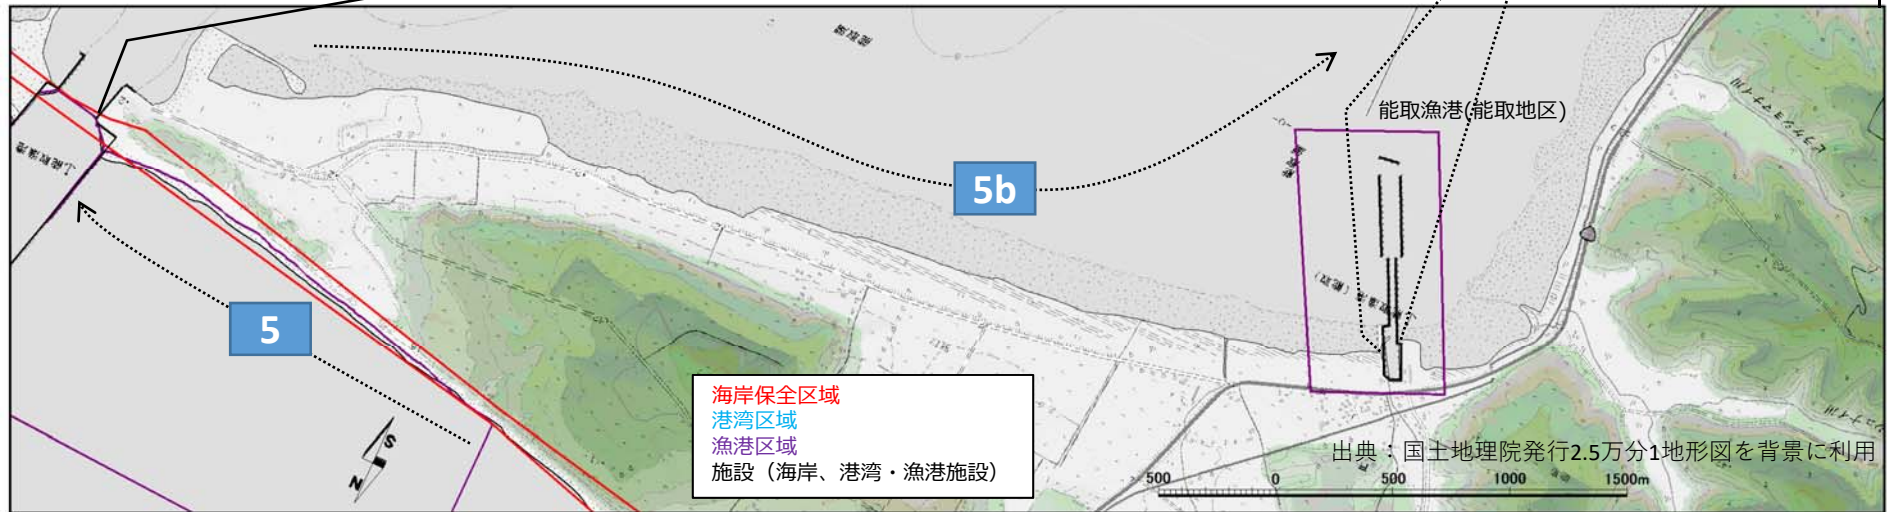 能取湖
能取漁港(能取地区)
5b
5
海岸保全区域
港湾区域
漁港区域
施設（海岸、港湾・漁港施設）
S
N
出典：国土地理院発行2.5万分1地形図を背景に利用
500 0 500 1000 1500m